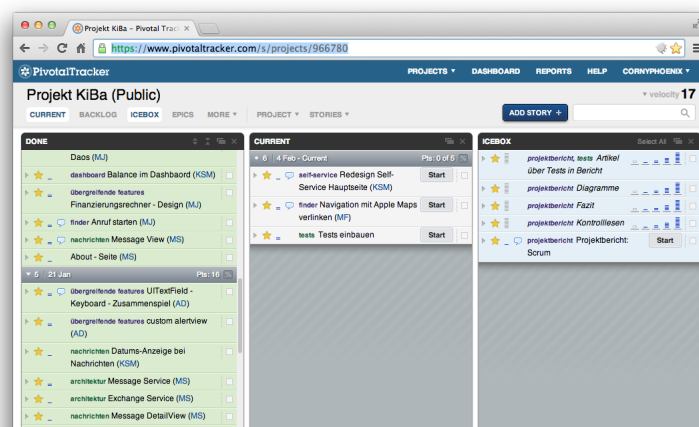 Projekt KiBa – Pivotal Track
https://www.pivotaltracker.com/s/projects/966780
PivotalTracker
PROJECTS DASHBOARD REPORTS HELP CORNYPHOENIX
Projekt KiBa (Public)
velocity 17
CURRENT BACKLOG ICEBOX EPICS MORE PROJECT STORIES
ADD STORY +
DONE
Daos (MJ)
dashboard Balance im Dashbaord (KSM)
übergreifende features
Finanzierungsrechner - Design (MJ)
finder Anruf starten (MJ)
nachrichten Message View (MS)
About - Seite (MS)
5 21 Jan Pts: 16
übergreifende features UITextField -
Keyboard - Zusammenspiel (AD)
übergreifende features custom alertview
(AD)
nachrichten Datums-Anzeige bei
Nachrichten (KSM)
architektur Message Service (MS)
architektur Exchange Service (MS)
nachrichten Message DetailView (MS)
CURRENT
6 4 Feb - Current Pts: 0 of 5
self-service Redesign Self-
Service Hauptseite (KSM)
Start
finder Navigation mit Apple Maps
verlinken (MF)
Start
tests Tests einbauen
Start
ICEBOX Select All
projektbericht, tests Artikel
über Tests in Bericht
projektbericht Diagramme
projektbericht Fazit
projektbericht Kontrolllesen
projektbericht Projektbericht:
Scrum
Start